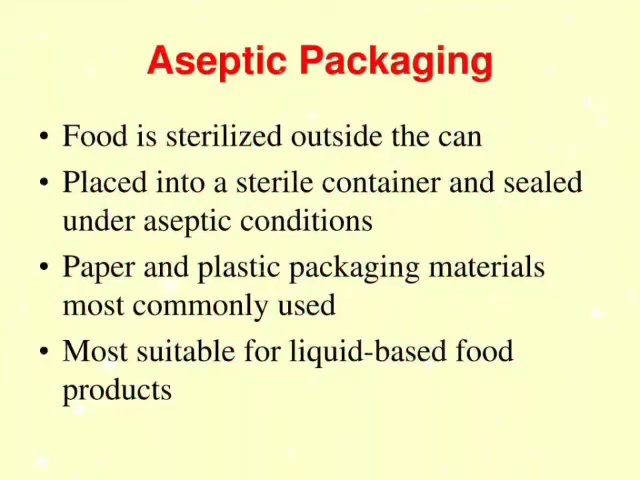 Aseptic Packaging
• Food is sterilized outside the can
• Placed into a sterile container and sealed
under aseptic conditions
• Paper and plastic packaging materials
most commonly used
• Most suitable for liquid-based food
products